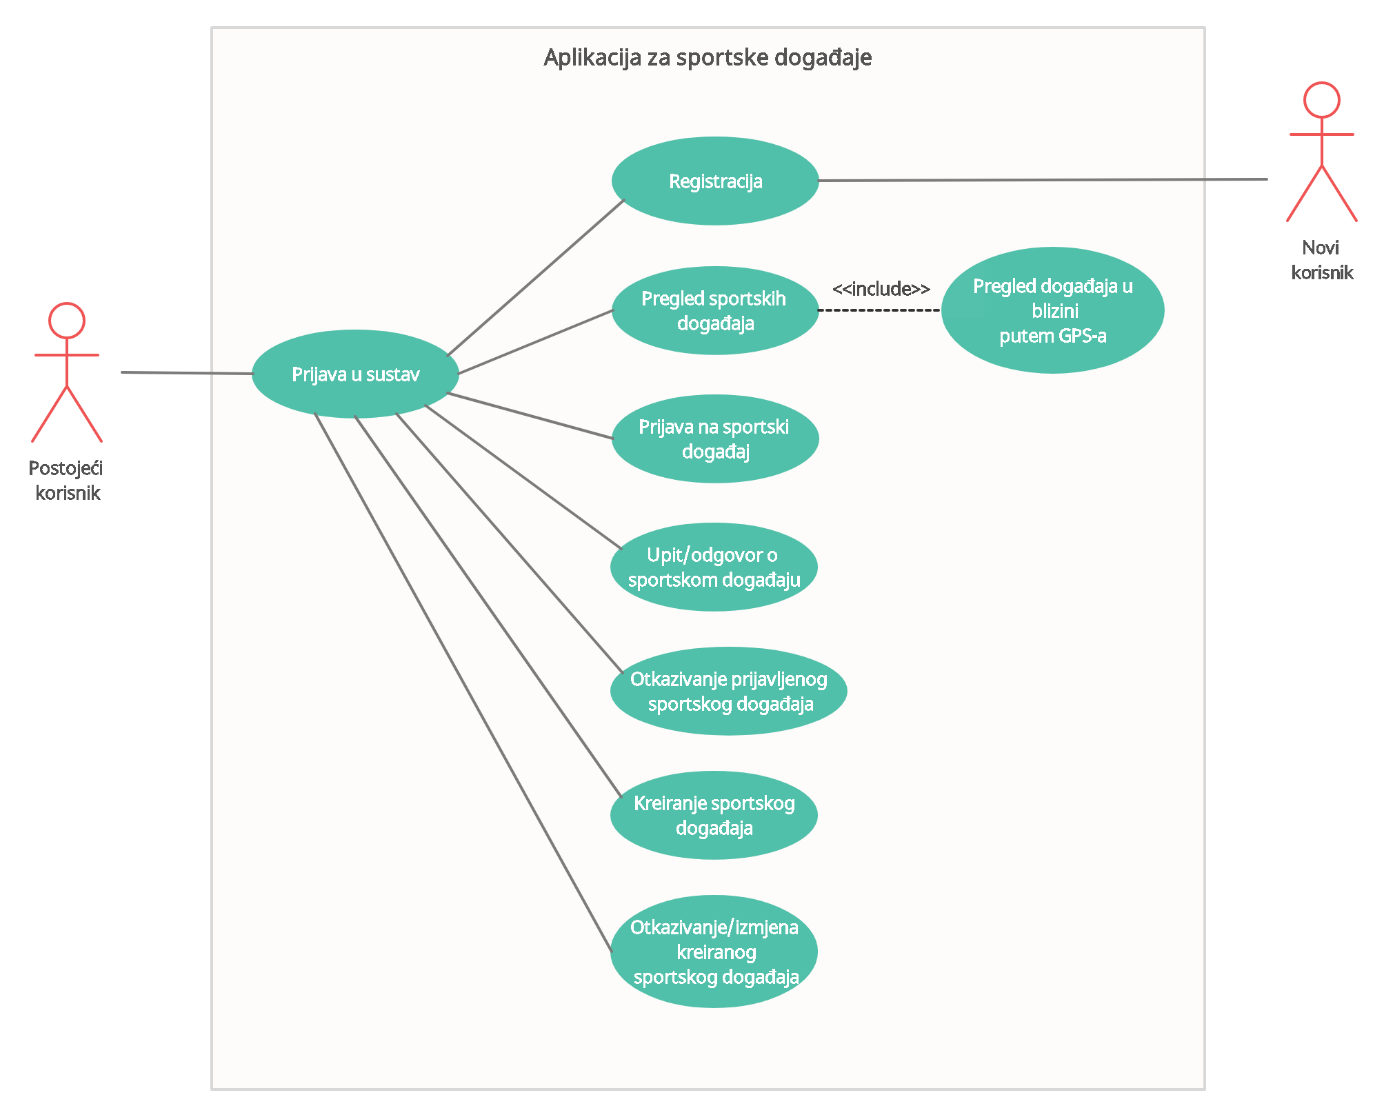 Aplikacija za sportske događaje
Registracija
Novi
korisnik
Pregled sportskih
događaja
<<include>>
Pregled događaja u
blizini
putem GPS-a
Prijava u sustav
Postojeći
korisnik
Prijava na sportski
događaj
Upit/odgovor o
sportskom događaju
Otkazivanje prijavljenog
sportskog događaja
Kreiranje sportskog
događaja
Otkazivanje/izmjena
kreiranog
sportskog događaja